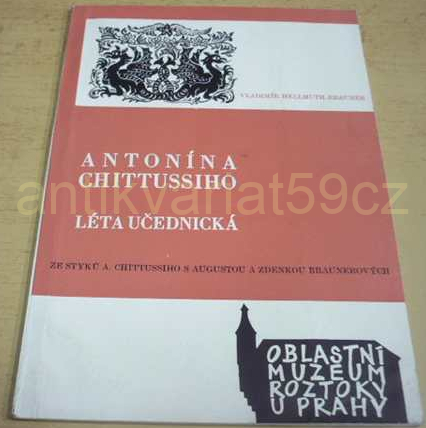 VLADIMÍR HELLMUTH BRAUNER
ANTONÍNA
CHITTUSSIHO
antikvariat59cz
LÉTA UČEDNICKÁ
ZE STYKŮ A. CHITTUSSIHO S AUGUSTOU A ZDENKOU BRAUNEROVÝCH
OBLASTNÍ
MUZEUM
ROZTOKY
U PRAHY